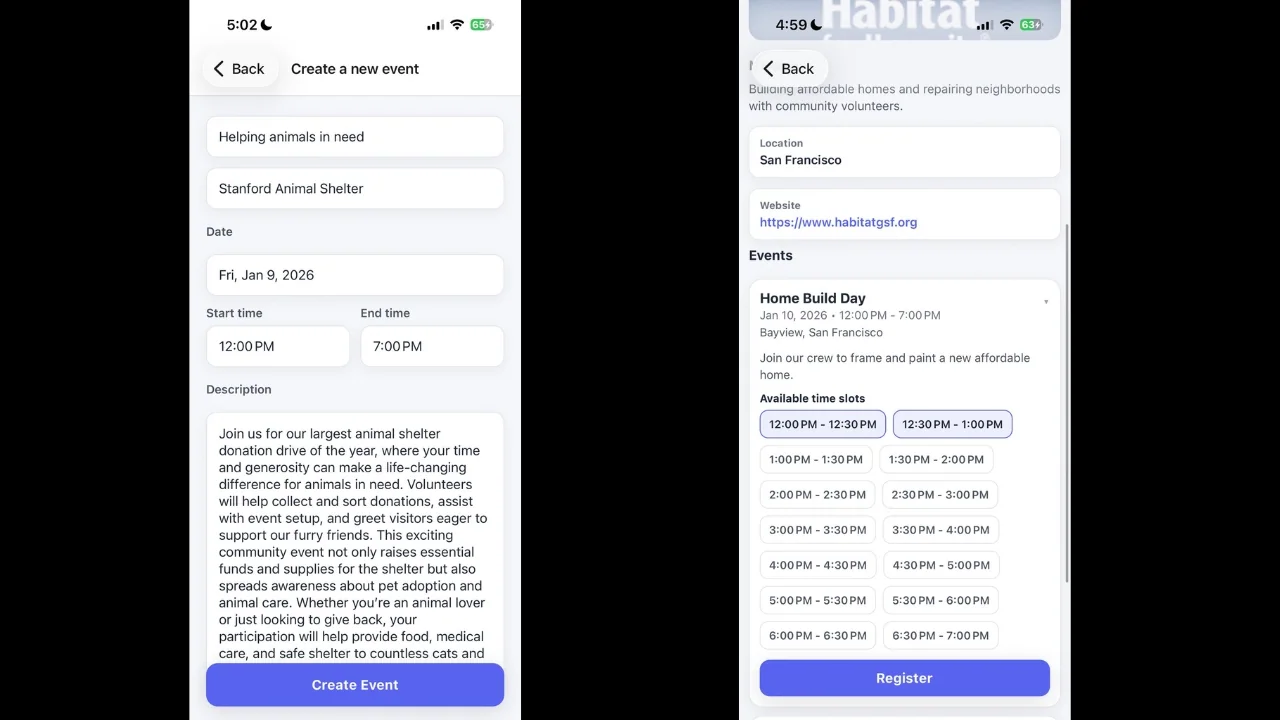 5:02
65
Back
Create a new event
Helping animals in need
Stanford Animal Shelter
Date
Fri, Jan 9, 2026
Start time
End time
12:00 PM
7:00 PM
Description
Join us for our largest animal shelter
donation drive of the year, where your time
and generosity can make a life-changing
difference for animals in need. Volunteers
will help collect and sort donations, assist
with event setup, and greet visitors eager to
support our furry friends. This exciting
community event not only raises essential
funds and supplies for the shelter but also
spreads awareness about pet adoption and
animal care. Whether you're an animal lover
or just looking to give back, your
participation will help provide food, medical
care, and safe shelter to countless cats and
Create Event
Habitat
4:59
63
Back
Building affordable homes and repairing neighborhoods
with community volunteers.
Location
San Francisco
Website
https://www.habitatgsf.org
Events
Home Build Day
Jan 10, 2026 • 12:00 PM - 7:00 PM
Bayview, San Francisco
Join our crew to frame and paint a new affordable
home.
Available time slots
12:00 PM - 12:30 PM
12:30 PM - 1:00 PM
1:00 PM - 1:30 PM
1:30 PM - 2:00 PM
2:00 PM - 2:30 PM
2:30 PM - 3:00 PM
3:00 PM - 3:30 PM
3:30 PM - 4:00 PM
4:00 PM - 4:30 PM
4:30 PM - 5:00 PM
5:00 PM - 5:30 PM
5:30 PM - 6:00 PM
6:00 PM - 6:30 PM
6:30 PM - 7:00 PM
Register